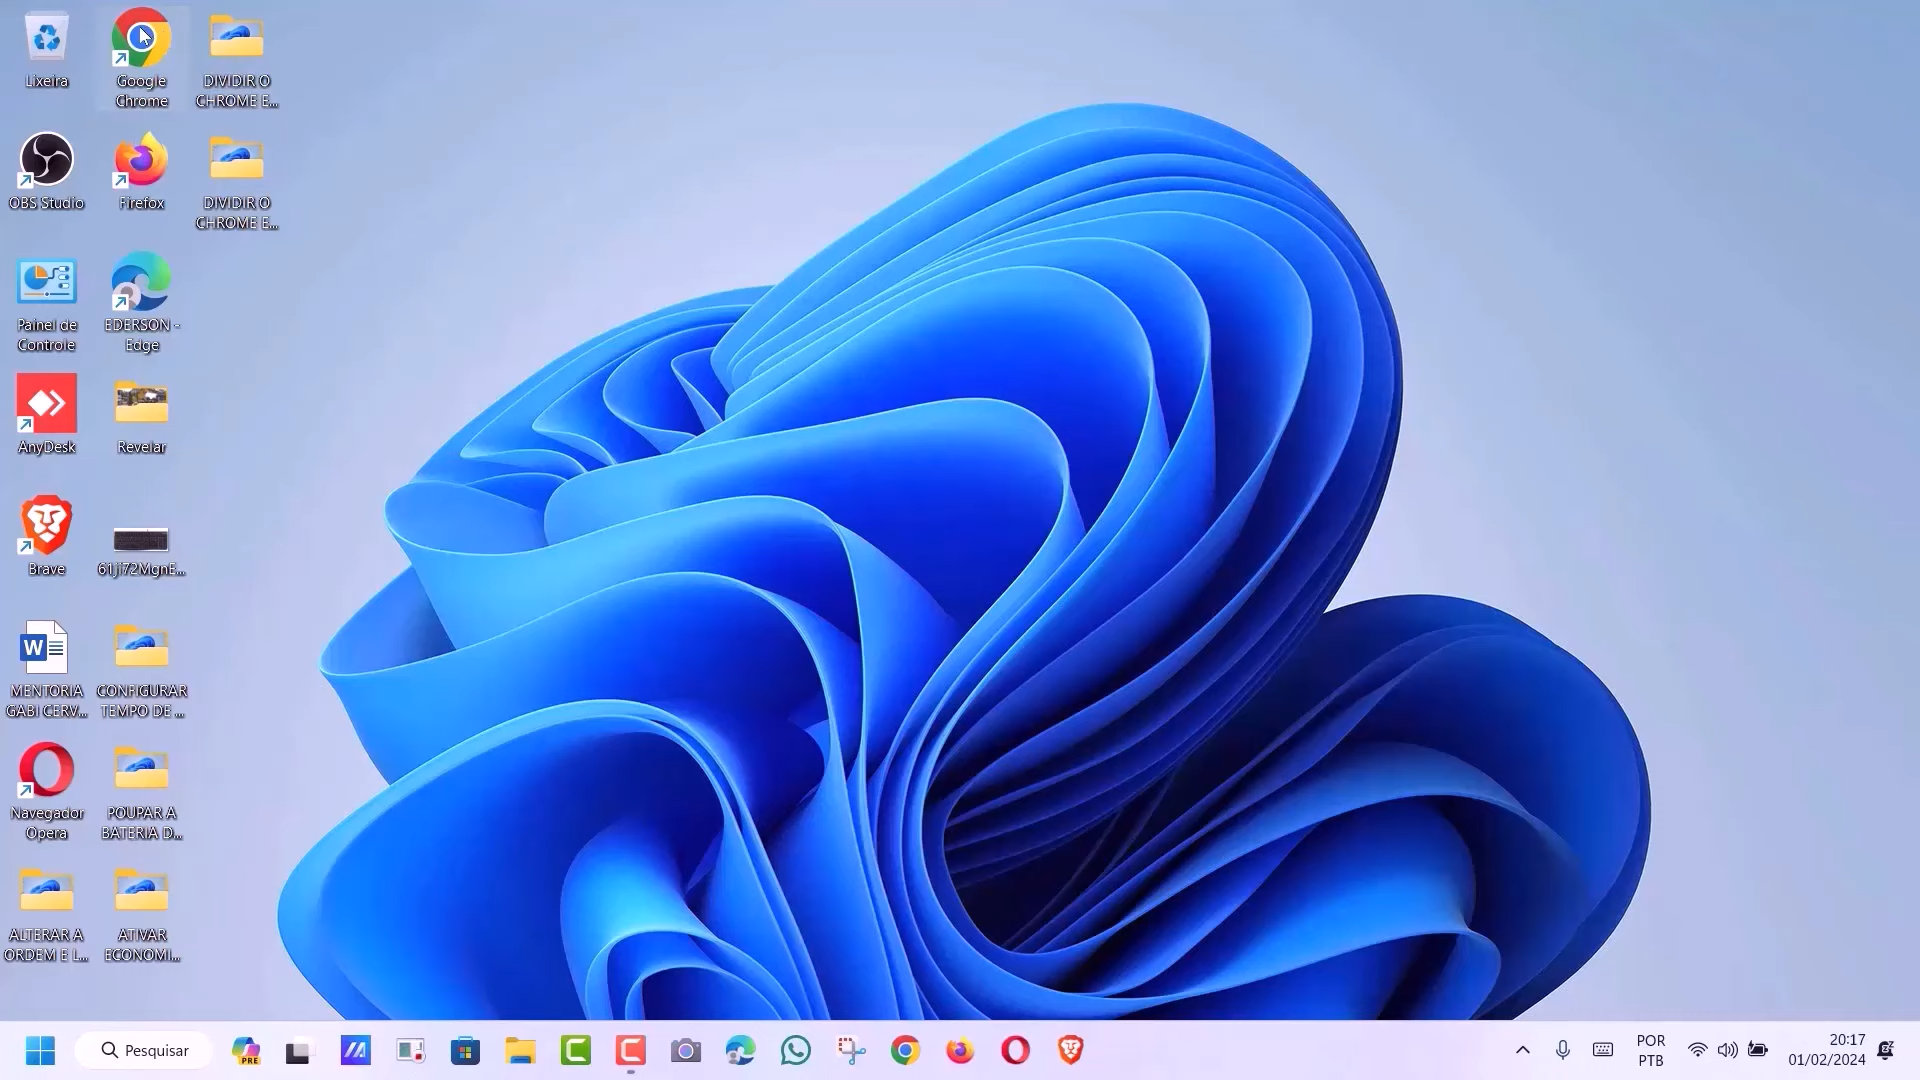 Lixeira
Google
Chrome
DIVIDIR O
CHROME E...
OBS Studio
Firefox
DIVIDIR O
CHROME E...
Painel de
Controle
EDERSON -
Edge
AnyDesk
Revelar
Brave
61jl72MgnE...
MENTORIA
GABI CERV...
CONFIGURAR
TEMPO DE ...
Navegador
Opera
POUPAR A
BATERIA D...
ALTERAR A
ORDEM E L...
ATIVAR
ECONOMI...
Pesquisar
PRE
POR
PTB
20:17
01/02/2024